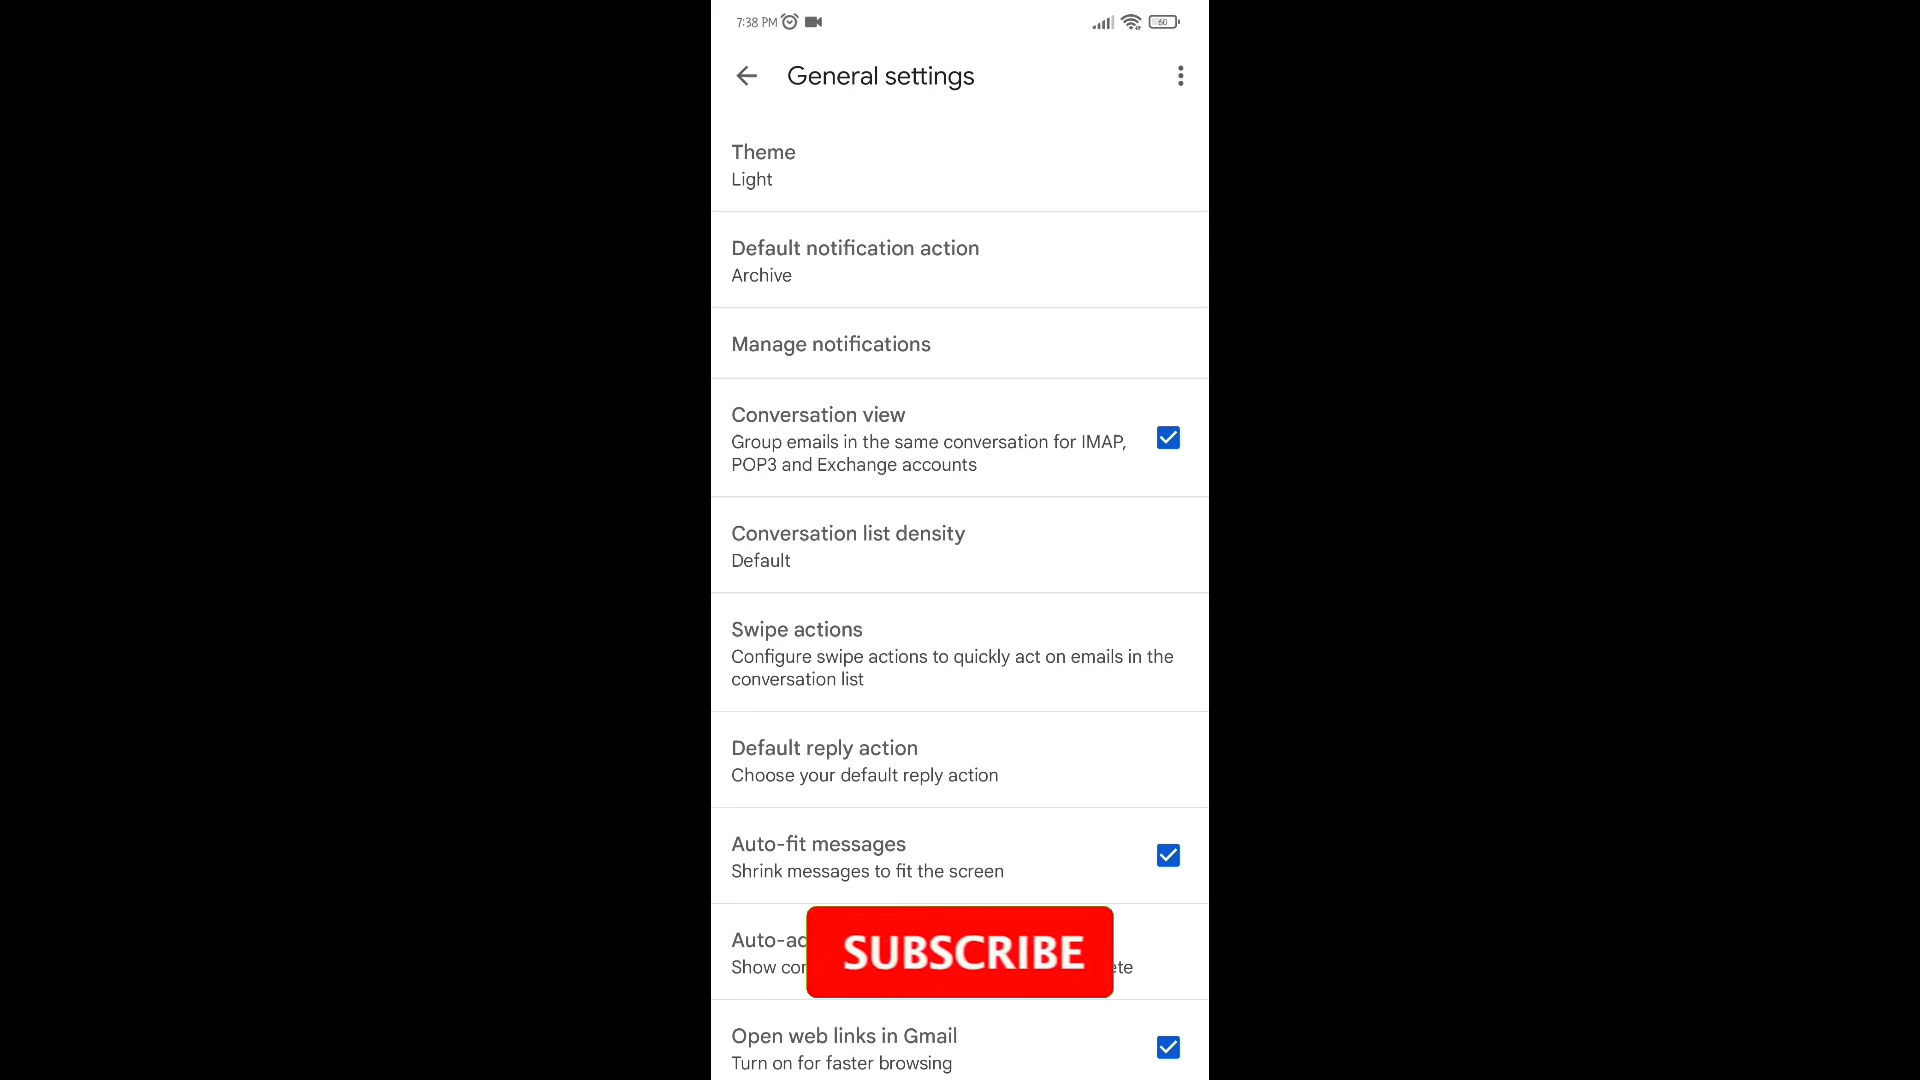 7:38 PM
60
General settings
Theme
Light
Default notification action
Archive
Manage notifications
Conversation view
Group emails in the same conversation for IMAP,
POP3 and Exchange accounts
Conversation list density
Default
Swipe actions
Configure swipe actions to quickly act on emails in the
conversation list
Default reply action
Choose your default reply action
Auto-fit messages
Shrink messages to fit the screen
SUBSCRIBE
Show
Open web links in Gmail
Turn on for faster browsing